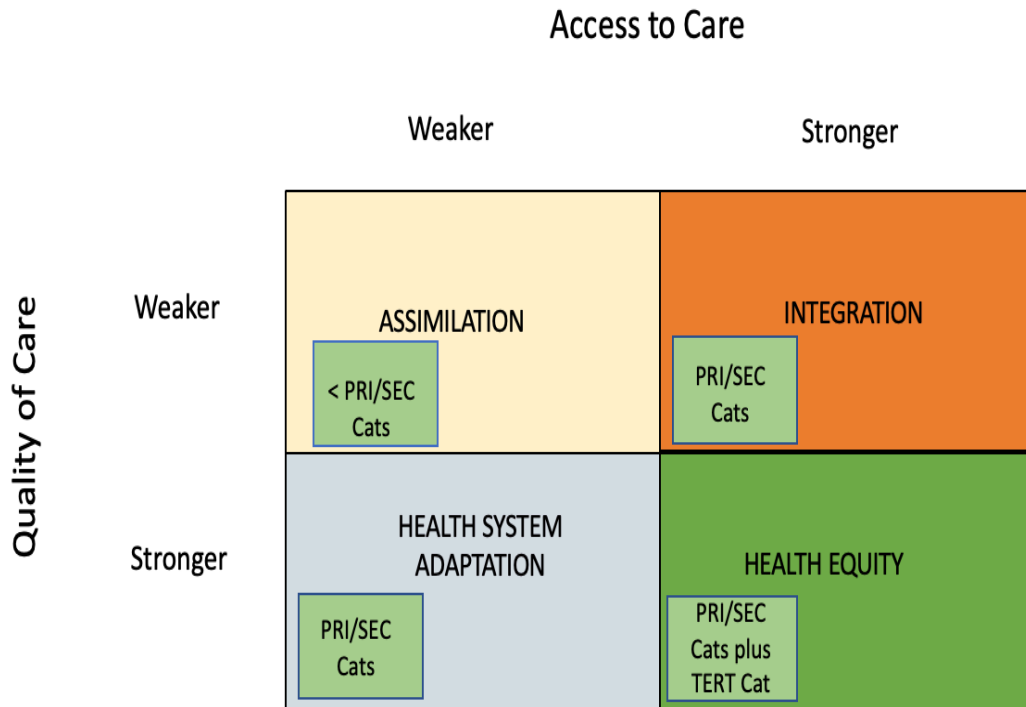 Access to Care
Weaker
Stronger
Quality of Care
Weaker
ASSIMILATION
< PRI/SEC
Cats
INTEGRATION
PRI/SEC
Cats
Stronger
HEALTH SYSTEM
ADAPTATION
PRI/SEC
Cats
HEALTH EQUITY
PRI/SEC
Cats plus
TERT Cat